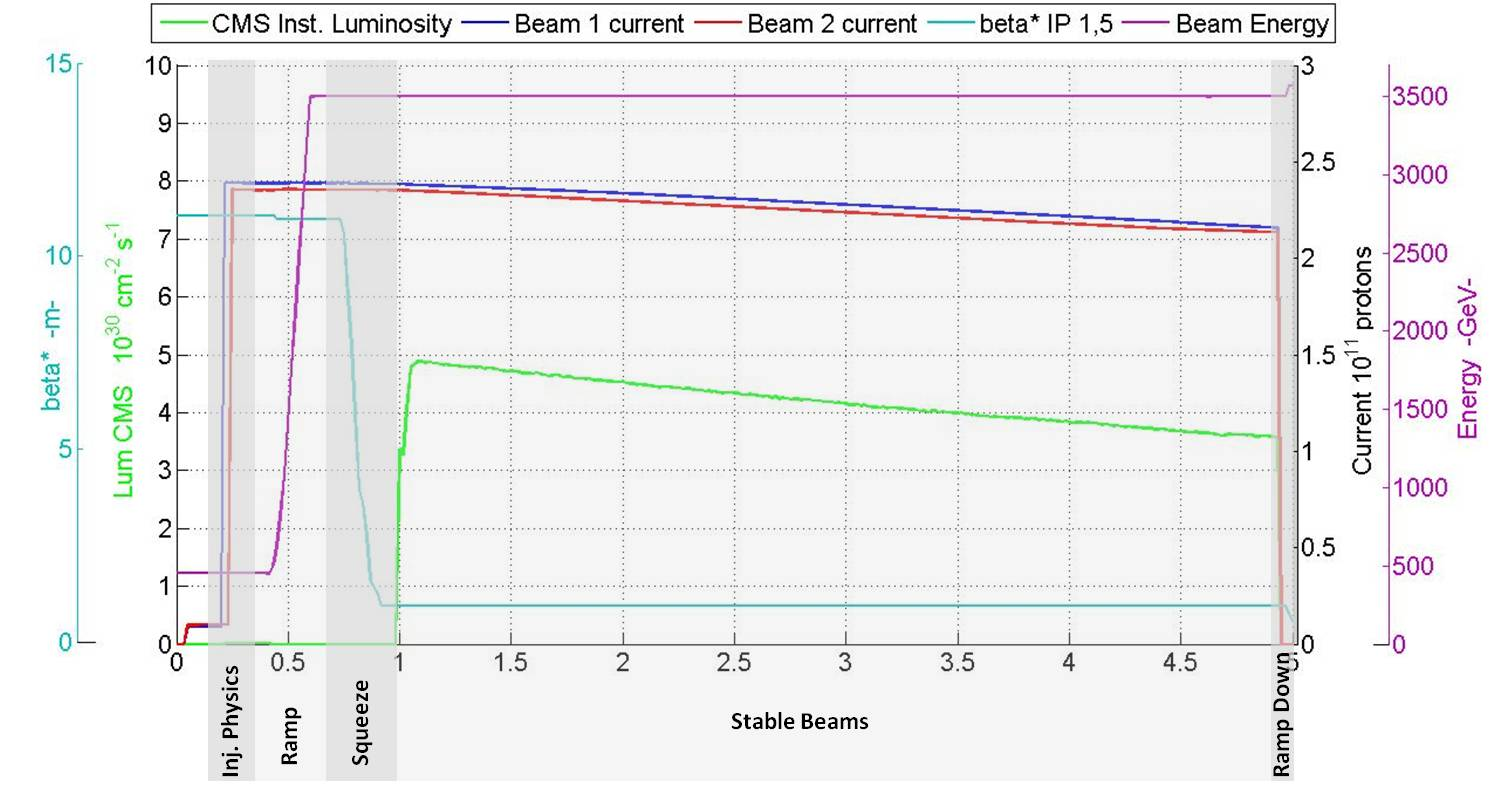 CMS Inst. Luminosity Beam 1 current Beam 2 current beta* IP 1,5 Beam Energy
15
10
5
0
beta* -m-
Lum CMS 10^30 cm^-2 s^-1
10
9
8
7
6
5
4
3
2
1
0
0 0.5 1 1.5 2 2.5 3 3.5 4 4.5 5
3
2.5
2
1.5
1
0.5
0
Current 10^11 protons
3500
3000
2500
2000
1500
1000
500
0
Energy -GeV-
Inj. Physics
Ramp
Squeeze
Stable Beams
Ramp Down